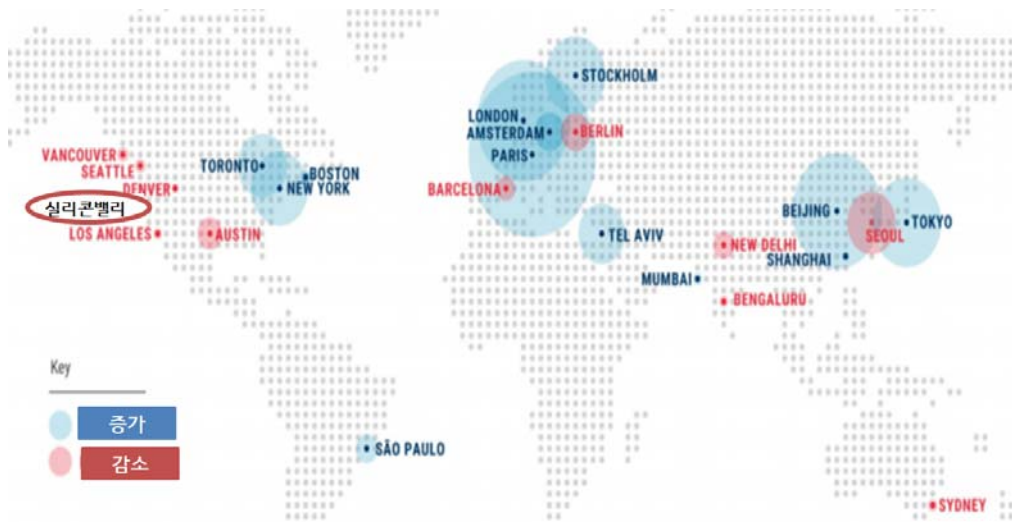 STOCKHOLM
LONDON
AMSTERDAM
BERLIN
PARIS
VANCOUVER
SEATTLE
TORONTO
BOSTON
DENVER
NEW YORK
BARCELONA
실리콘밸리
LOS ANGELES
AUSTIN
TEL AVIV
BEIJING
TOKYO
SEOUL
NEW DELHI
SHANGHAI
MUMBAI
BENGALURU
Key
증가
감소
SÃO PAULO
SYDNEY